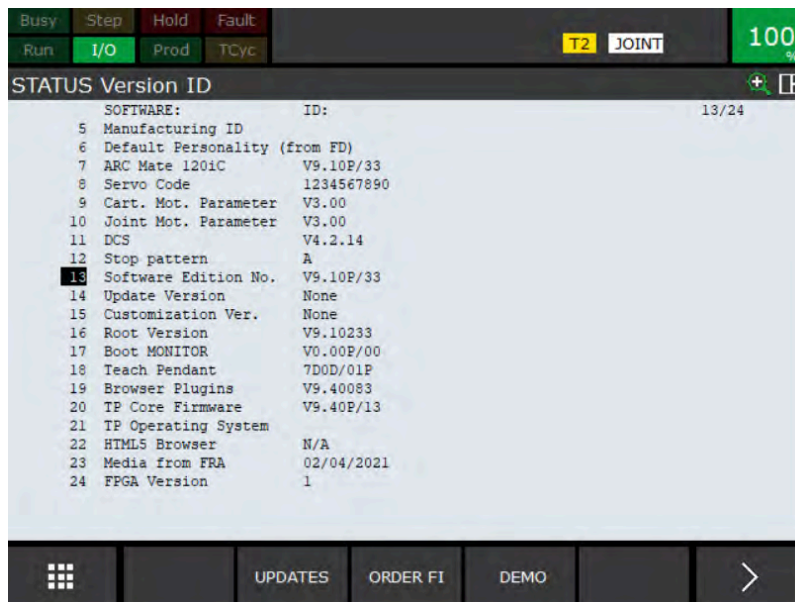 Busy Step Hold Fault
Run I/O Prod TCyc T2 JOINT 100
%
STATUS Version ID
SOFTWARE: ID: 13/24
5 Manufacturing ID
6 Default Personality (from FD)
7 ARC Mate 120iC V9.10P/33
8 Servo Code 1234567890
9 Cart. Mot. Parameter V3.00
10 Joint Mot. Parameter V3.00
11 DCS V4.2.14
12 Stop pattern A
13 Software Edition No. V9.10P/33
14 Update Version None
15 Customization Ver. None
16 Root Version V9.10233
17 Boot MONITOR V0.00P/00
18 Teach Pendant 7D0D/01P
19 Browser Plugins V9.40083
20 TP Core Firmware V9.40P/13
21 TP Operating System
22 HTML5 Browser N/A
23 Media from FRA 02/04/2021
24 FPGA Version 1
UPDATES ORDER FI DEMO